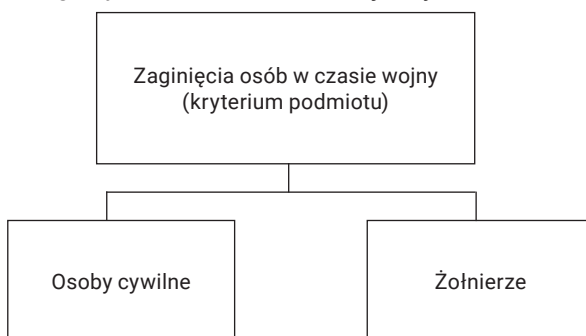 Zaginięcia osób w czasie wojny
(kryterium podmiotu)
Osoby cywilne
Żołnierze